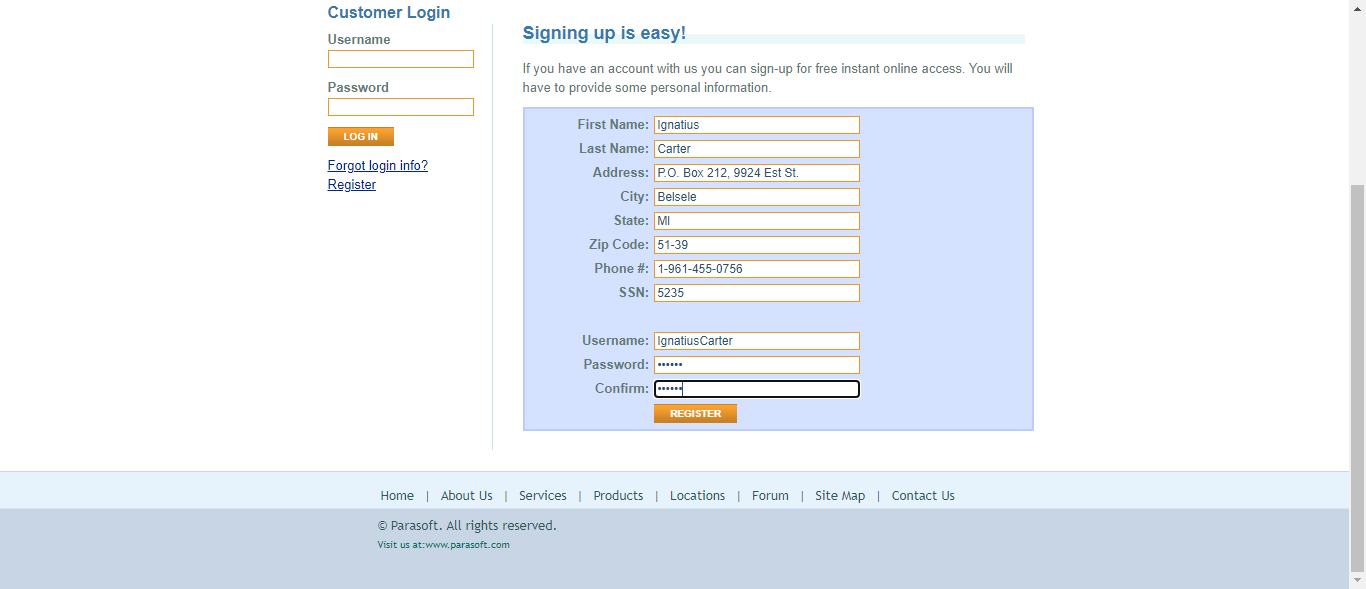 Customer Login
Username
Password
LOG IN
Forgot login info?
Register
Signing up is easy!
If you have an account with us you can sign-up for free instant online access. You will
have to provide some personal information.
First Name: Ignatius
Last Name: Carter
Address: P.O. Box 212, 9924 Est St.
City: Belsele
State: MI
Zip Code: 51-39
Phone #: 1-961-455-0756
SSN: 5235
Username: IgnatiusCarter
Password: ••••••
Confirm: ••••••
REGISTER
Home | About Us | Services | Products | Locations | Forum | Site Map | Contact Us
© Parasoft. All rights reserved.
Visit us at:www.parasoft.com